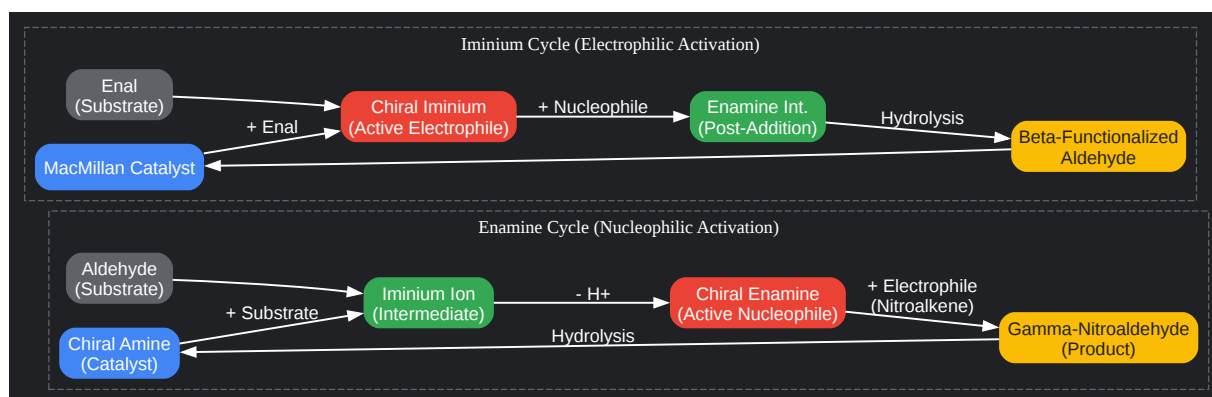 Iminium Cycle (Electrophilic Activation)
Enal
(Substrate)
+ Enal
MacMillan Catalyst
Chiral Iminium
(Active Electrophile)
+ Nucleophile
Enamine Int.
(Post-Addition)
Hydrolysis
Beta-Functionalized
Aldehyde
Enamine Cycle (Nucleophilic Activation)
Aldehyde
(Substrate)
+ Substrate
Chiral Amine
(Catalyst)
Iminium Ion
(Intermediate)
- H+
Chiral Enamine
(Active Nucleophile)
+ Electrophile
(Nitroalkene)
Hydrolysis
Gamma-Nitroaldehyde
(Product)